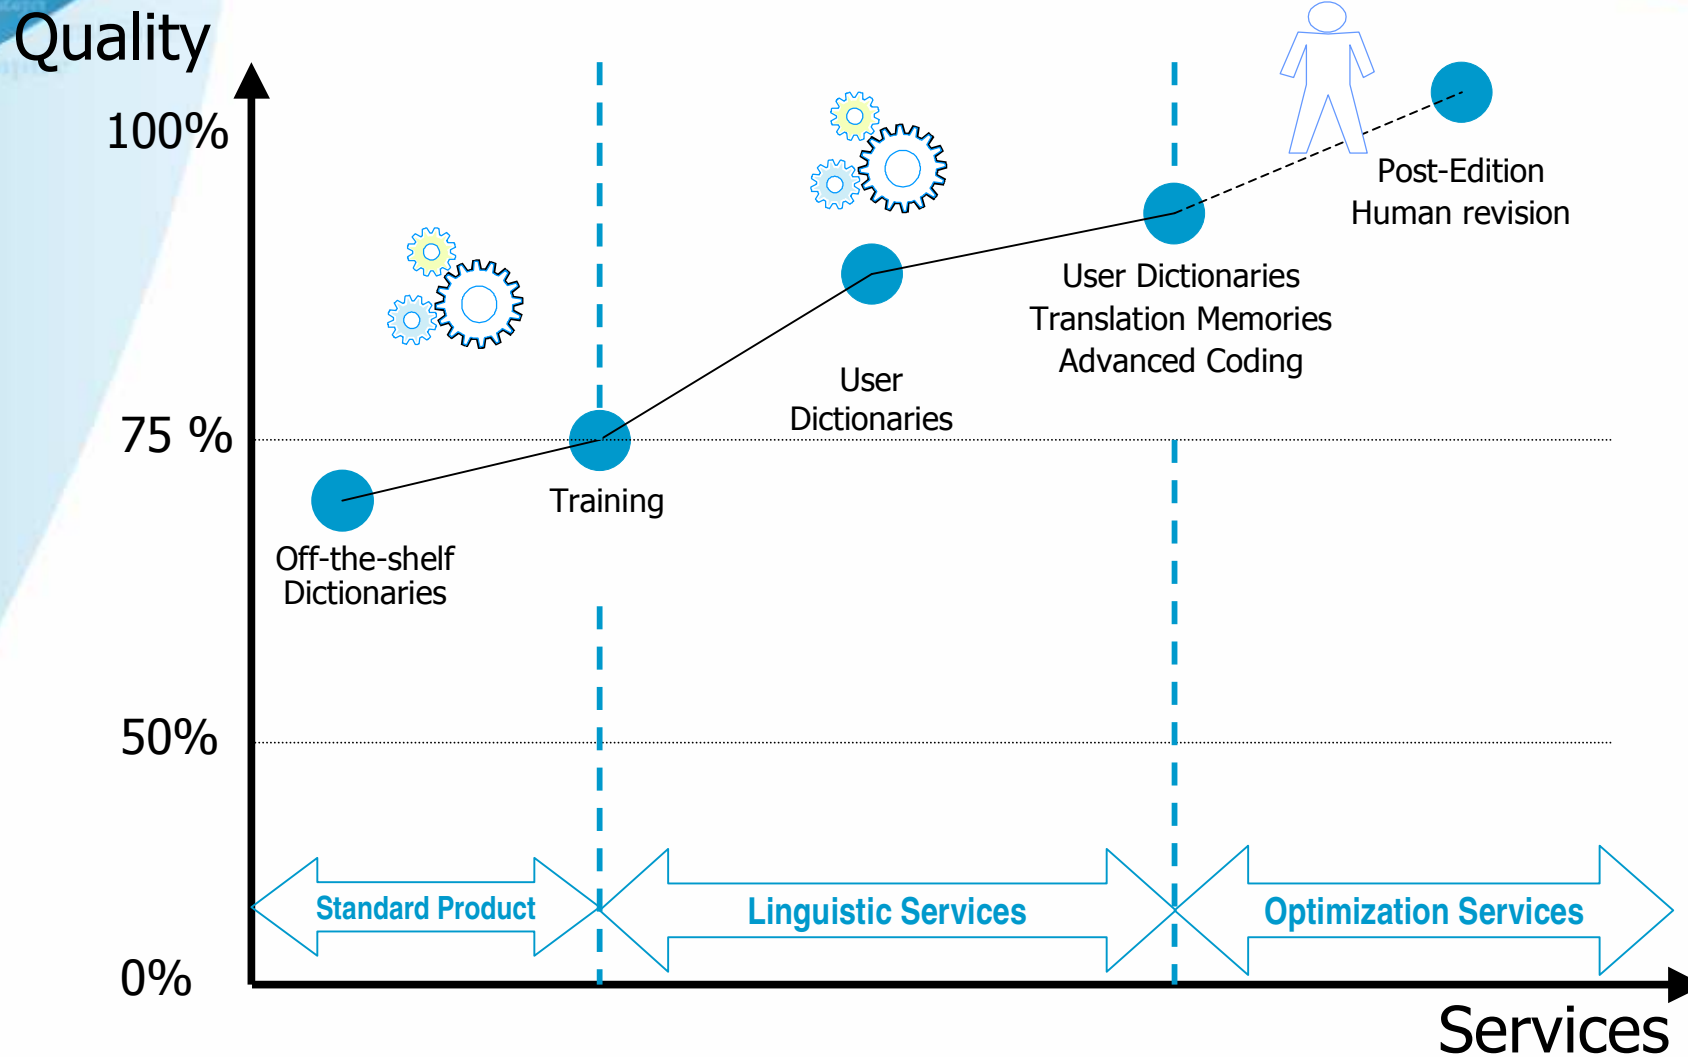 Quality
100%
Post-Edition
Human revision
User Dictionaries
Translation Memories
Advanced Coding
User
Dictionaries
75 %
Training
Off-the-shelf
Dictionaries
50%
Standard Product
Linguistic Services
Optimization Services
0%
Services